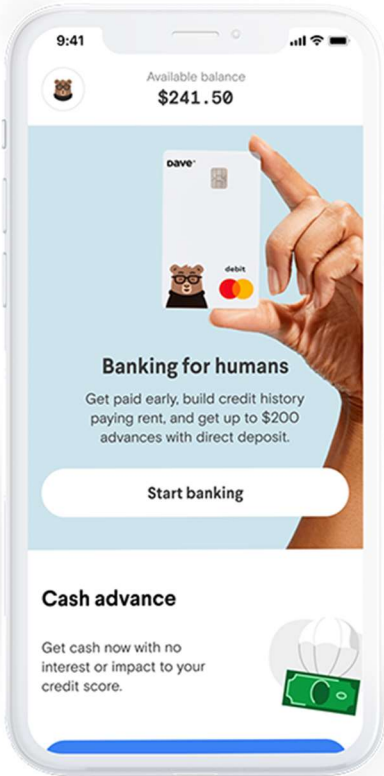 9:41
Available balance
$241.50
Dave
debit
Banking for humans
Get paid early, build credit history
paying rent, and get up to $200
advances with direct deposit.
Start banking
Cash advance
Get cash now with no
interest or impact to your
credit score.